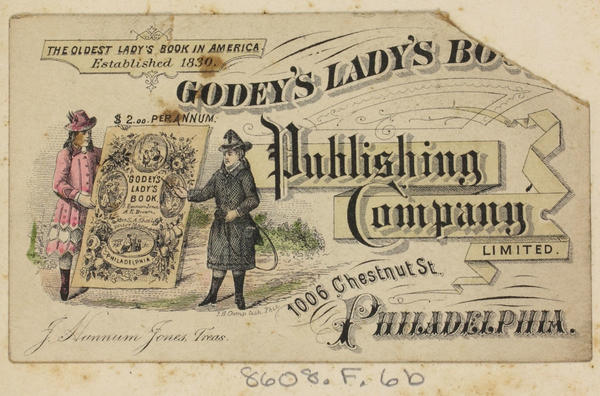 THE OLDEST LADY'S BOOK IN AMERICA.
Established 1830.
GODEY'S LADY'S BO
$2.00. PER ANNUM.
GODEY'S
LADY'S
BOOK.
PHILADELPHIA
Publishing
Company
LIMITED.
1006 Chestnut St.
PHILADELPHIA.
J. Hannum Jones, Treas.
8608.F.6b